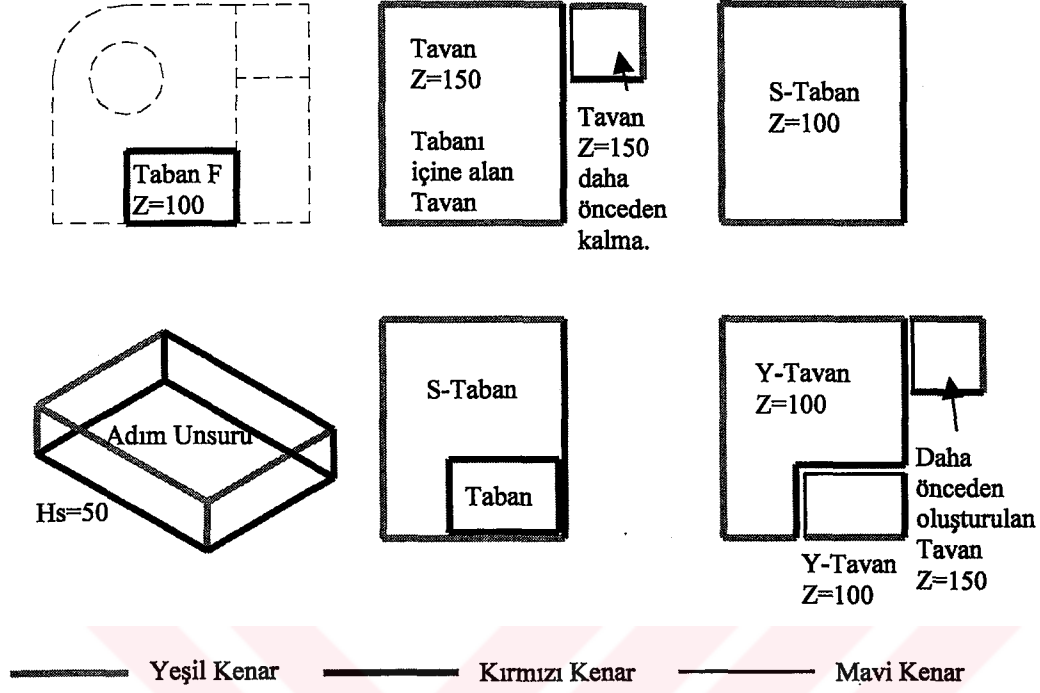 Taban F
Z=100
Tavan
Z=150
Tabanı
içine alan
Tavan
Tavan
Z=150
daha
önceden
kalma.
S-Taban
Z=100
Adım Unsuru
Hs=50
S-Taban
Taban
Y-Tavan
Z=100
Y-Tavan
Z=100
Daha
önceden
oluşturulan
Tavan
Z=150
Yeşil Kenar
Kırmızı Kenar
Mavi Kenar